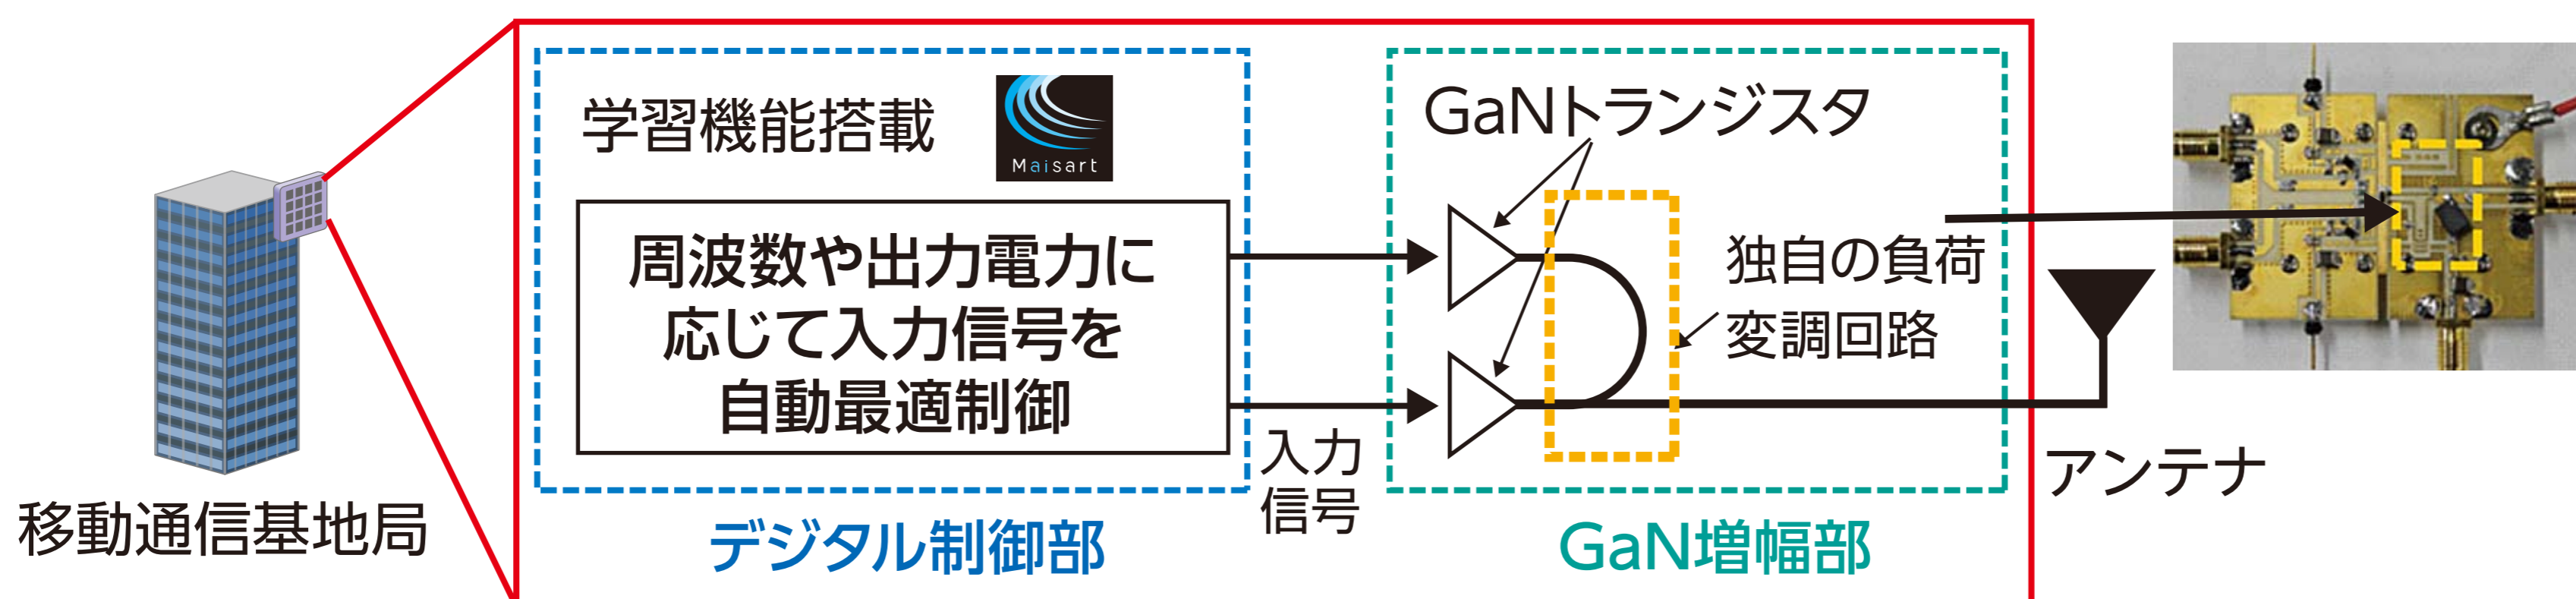 学習機能搭載
Maisart
周波数や出力電力に
応じて入力信号を
自動最適制御
移動通信基地局
デジタル制御部
入力
信号
GaNトランジスタ
独自の負荷
変調回路
GaN増幅部
アンテナ